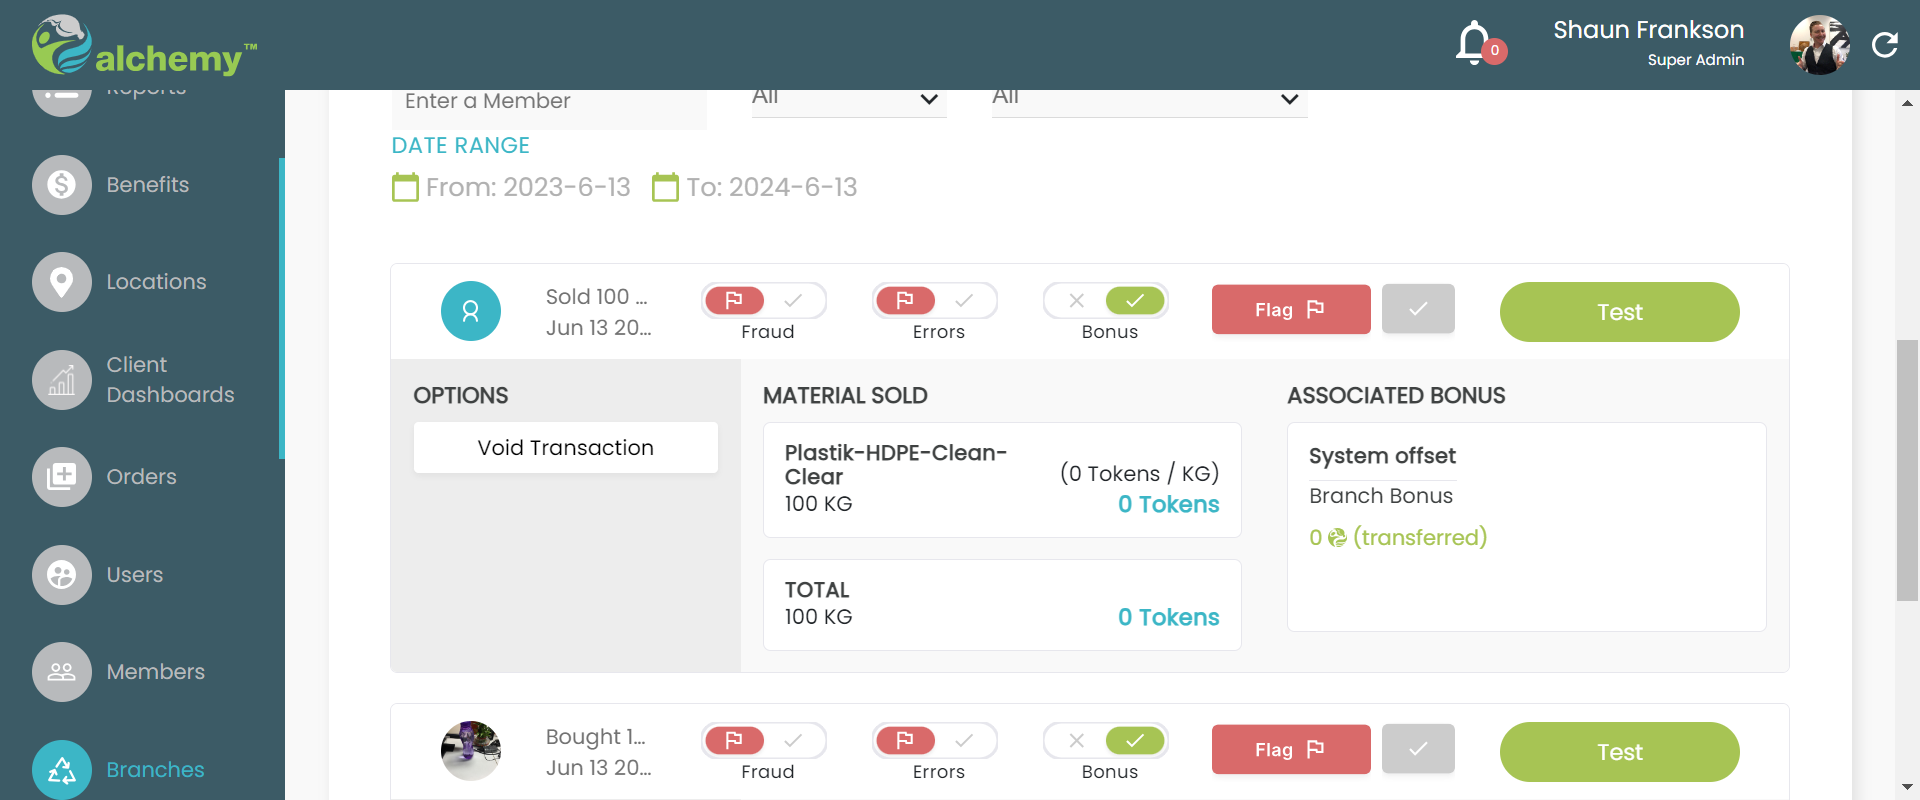 alchemy™
0
Shaun Frankson
Super Admin
Reports
Benefits
Locations
Client
Dashboards
Orders
Users
Members
Branches
Enter a Member
All
All
DATE RANGE
From: 2023-6-13
To: 2024-6-13
Sold 100 ...
Jun 13 20...
Fraud
Errors
Bonus
Flag
Test
OPTIONS
Void Transaction
MATERIAL SOLD
Plastik-HDPE-Clean-
Clear
100 KG
(0 Tokens / KG)
0 Tokens
TOTAL
100 KG
0 Tokens
ASSOCIATED BONUS
System offset
Branch Bonus
0 (transferred)
Bought 1...
Jun 13 20...
Fraud
Errors
Bonus
Flag
Test